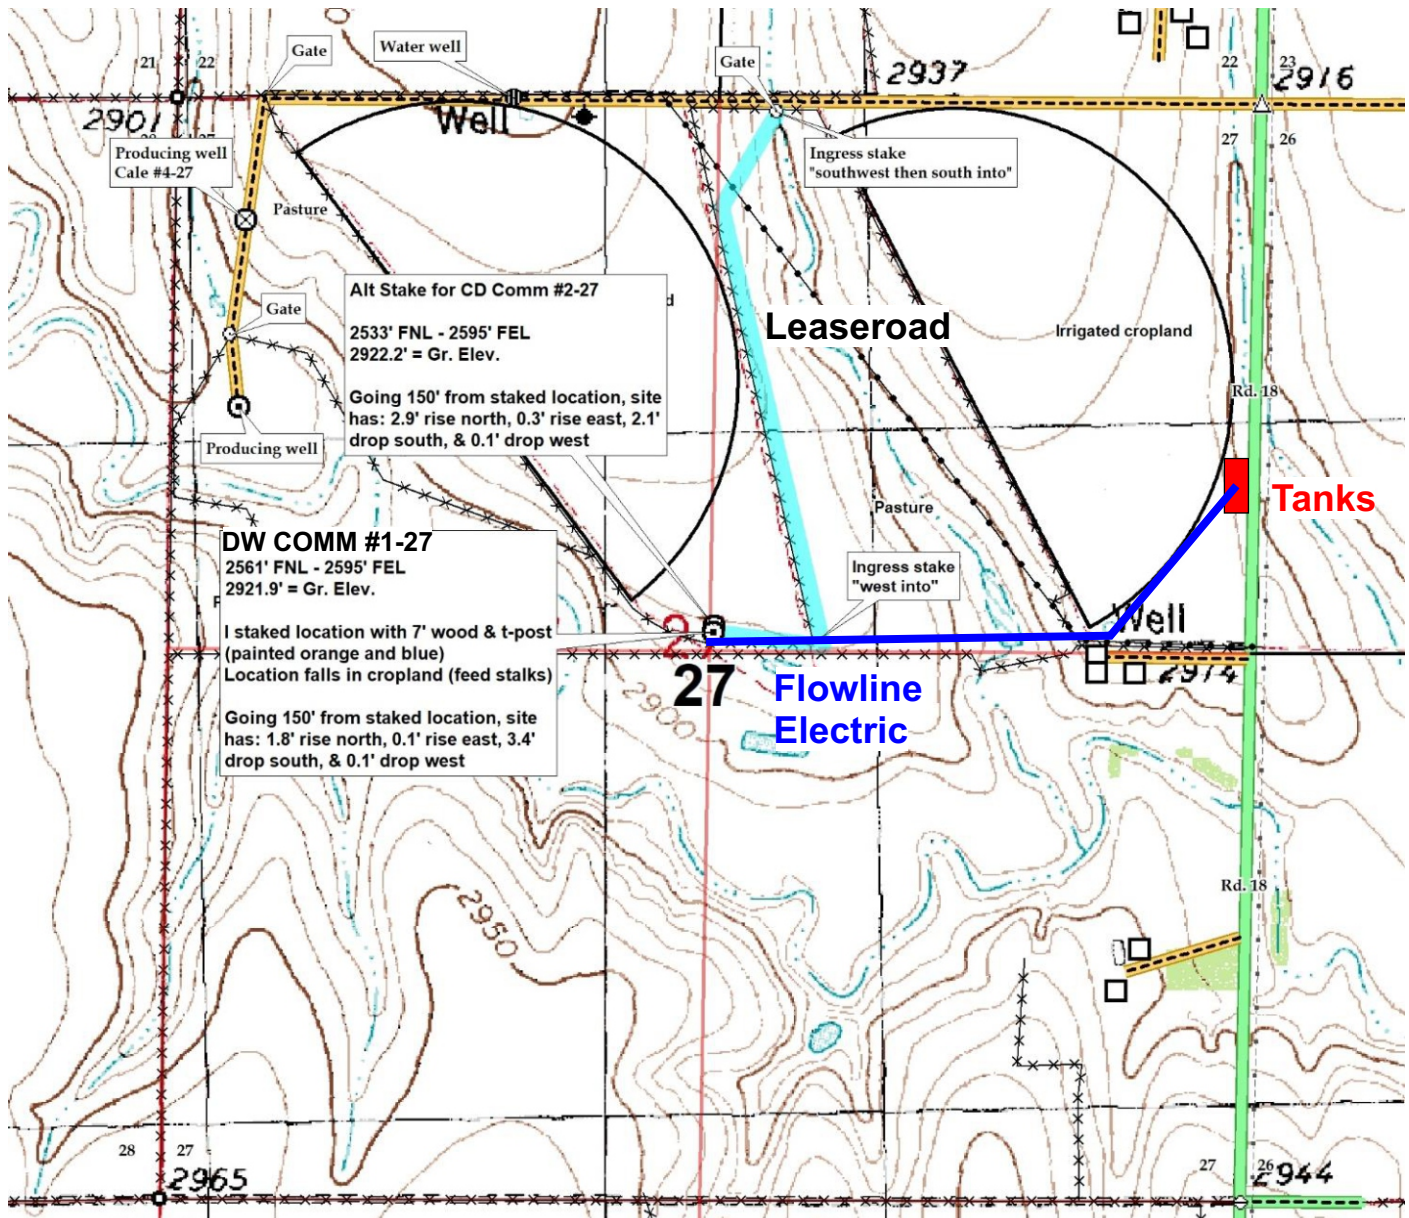 21
22
Gate
Water well
Gate
2937
22
23
2916
2901
Well
27
26
Producing well
Cale #4-27
Ingress stake
"southwest then south into"
Pasture
Alt Stake for CD Comm #2-27
2533' FNL - 2595' FEL
2922.2' = Gr. Elev.
Going 150' from staked location, site
has: 2.9' rise north, 0.3' rise east, 2.1'
drop south, & 0.1' drop west
Gate
Leaseroad
Irrigated cropland
Rd. 18
Producing well
Tanks
Pasture
DW COMM #1-27
2561' FNL - 2595' FEL
2921.9' = Gr. Elev.
I staked location with 7' wood & t-post
(painted orange and blue)
Location falls in cropland (feed stalks)
Going 150' from staked location, site
has: 1.8' rise north, 0.1' rise east, 3.4'
drop south, & 0.1' drop west
Ingress stake
"west into"
Well
27
2914
2900
Flowline
Electric
Rd. 18
2950
28
27
2965
27
26
2944